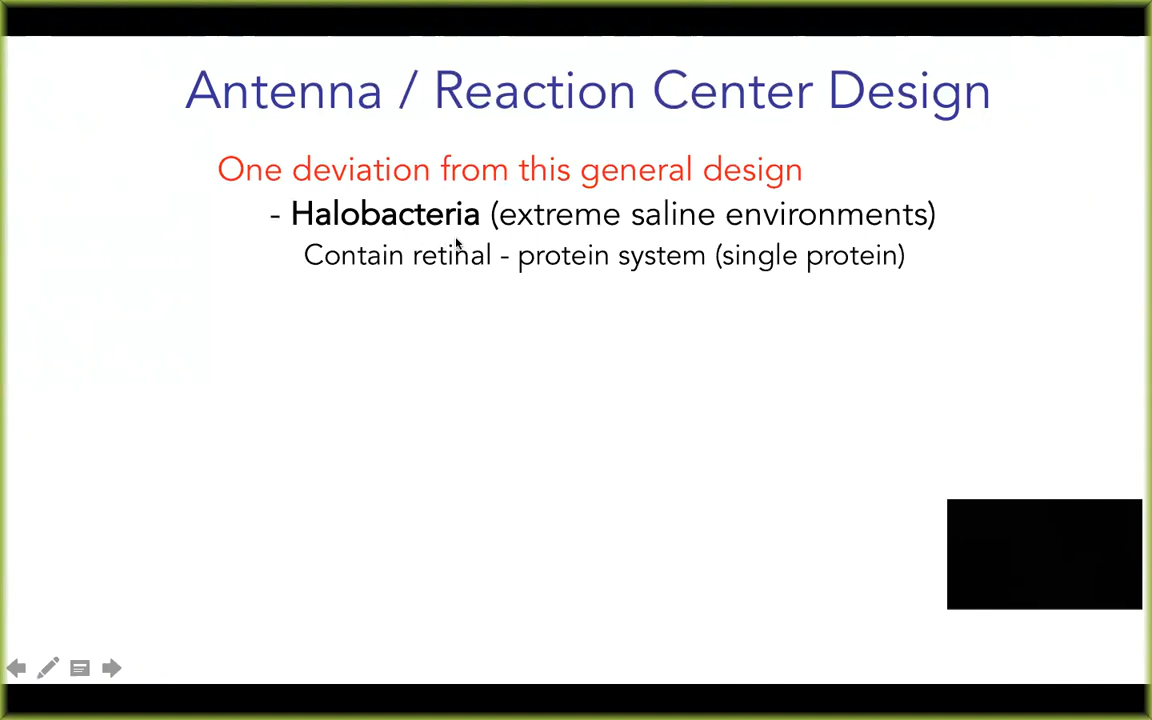 Antenna / Reaction Center Design
One deviation from this general design
- Halobacteria (extreme saline environments)
Contain retinal - protein system (single protein)